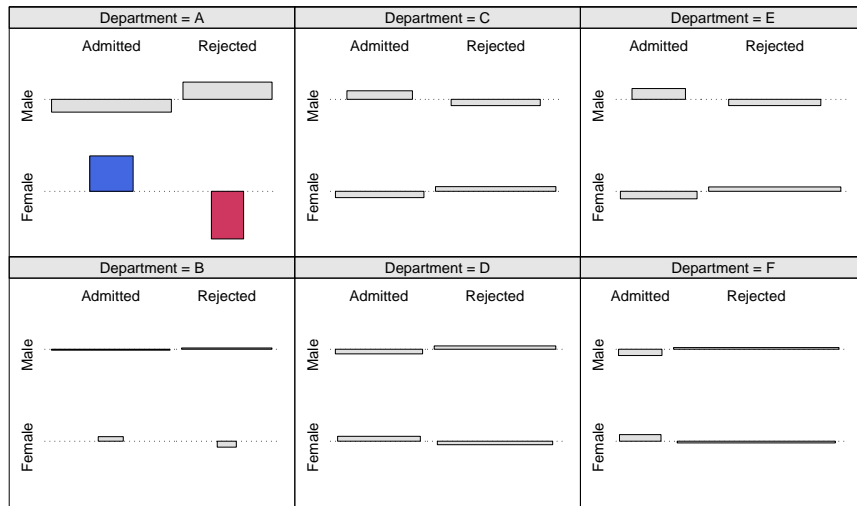 Department = A
Department = C
Department = E
Admitted Rejected
Admitted Rejected
Admitted Rejected
Male
Male
Male
Female
Female
Female
Department = B
Department = D
Department = F
Admitted Rejected
Admitted Rejected
Admitted Rejected
Male
Male
Male
Female
Female
Female